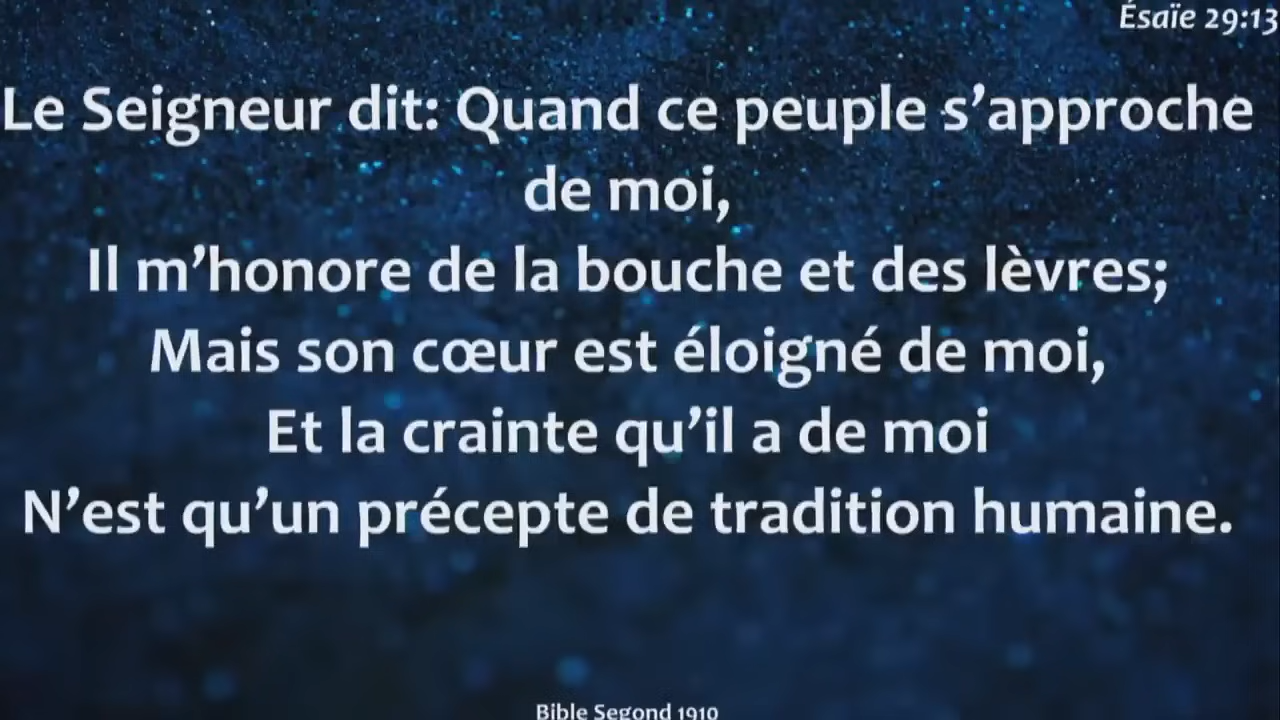 Ésaïe 29:13
Le Seigneur dit: Quand ce peuple s’approche
de moi,
Il m’honore de la bouche et des lèvres;
Mais son cœur est éloigné de moi,
Et la crainte qu’il a de moi
N’est qu’un précepte de tradition humaine.
Bible Segond 1910